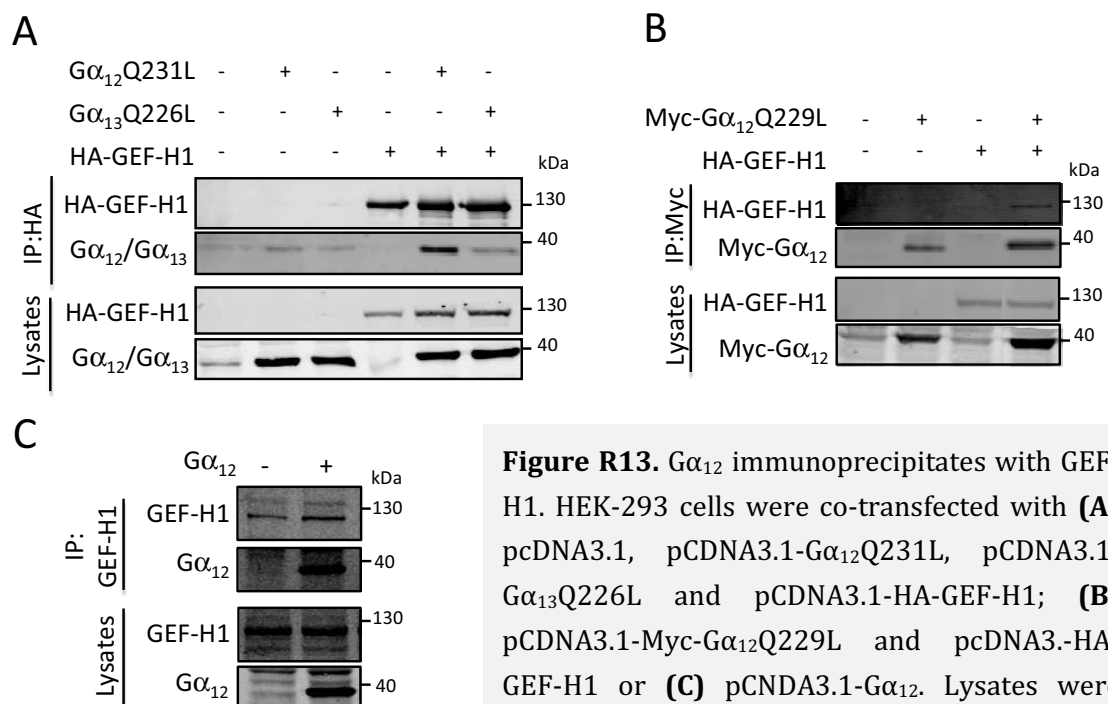 A
Gα₁₂Q231L - + - - + -
Gα₁₃Q226L - - + - - +
HA-GEF-H1 - - - + + +
kDa
IP:HA
HA-GEF-H1 130
Gα₁₂/Gα₁₃ 40
Lysates
HA-GEF-H1 130
Gα₁₂/Gα₁₃ 40
B
Myc-Gα₁₂Q229L - + - +
HA-GEF-H1 - - + +
kDa
IP:Myc
HA-GEF-H1 130
Myc-Gα₁₂ 40
Lysates
HA-GEF-H1 130
Myc-Gα₁₂ 40
C
Gα₁₂ - +
kDa
IP:
GEF-H1
GEF-H1 130
Gα₁₂ 40
Lysates
GEF-H1 130
Gα₁₂ 40
Figure R13. Gα₁₂ immunoprecipitates with GEF
H1. HEK-293 cells were co-transfected with (A
pcDNA3.1, pCDNA3.1-Gα₁₂Q231L, pCDNA3.1
Gα₁₃Q226L and pCDNA3.1-HA-GEF-H1; (B
pCDNA3.1-Myc-Gα₁₂Q229L and pcDNA3.-HA
GEF-H1 or (C) pCNDA3.1-Gα₁₂. Lysates were